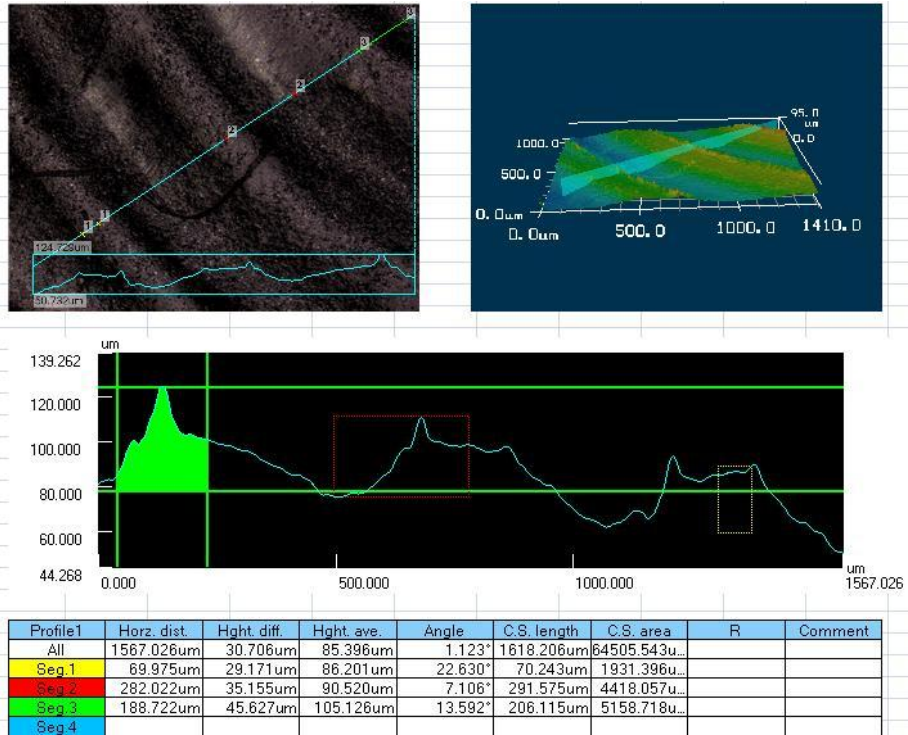 3
3
2
2
1
1
124.729um
50.732um
95.0
um
0.0
1000.0
500.0
0.0um
0.0um
500.0
1000.0
1410.0
um
139.262
120.000
100.000
80.000
60.000
44.268
0.000
500.000
1000.000
um
1567.026
Profile1 Horz. dist. Hght. diff. Hght. ave. Angle C.S. length C.S. area R Comment
All 1567.026um 30.706um 85.396um 1.123° 1618.206um 64505.543u...
Seg.1 69.975um 29.171um 86.201um 22.630° 70.243um 1931.396u...
Seg.2 282.022um 35.155um 90.520um 7.106° 291.575um 4418.057u...
Seg.3 188.722um 45.627um 105.126um 13.592° 206.115um 5158.718u...
Seg.4